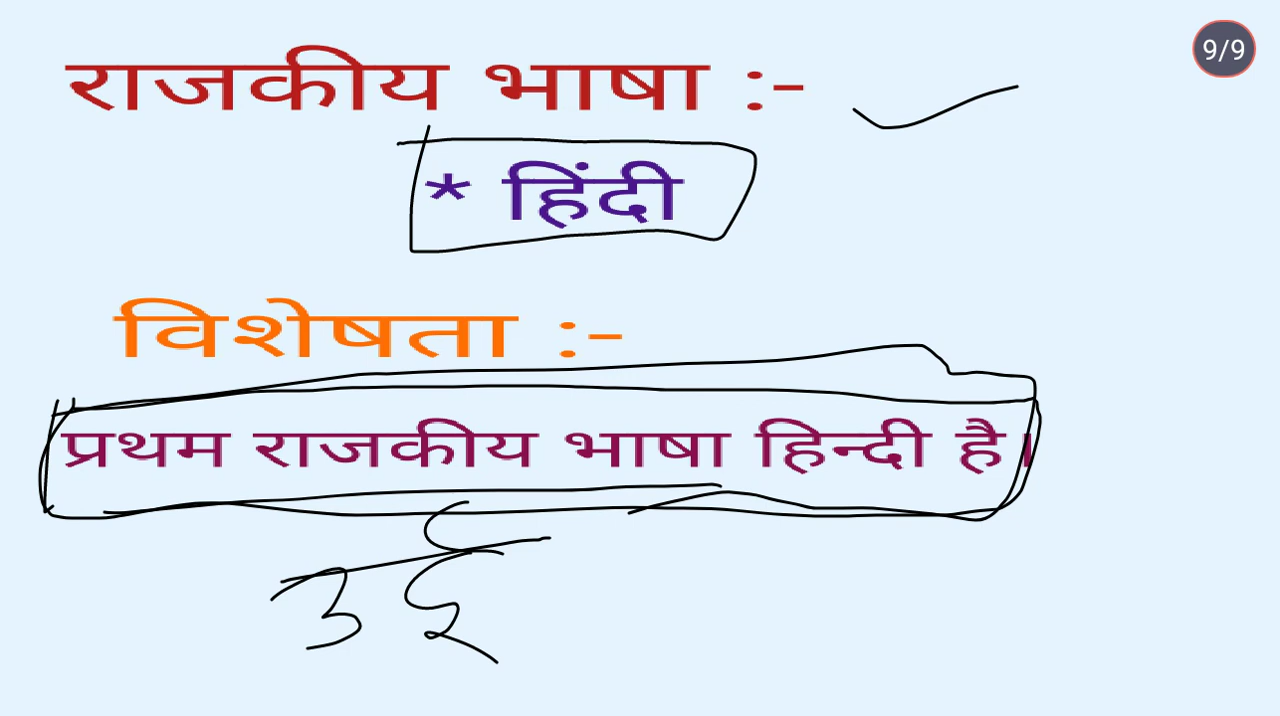 9/9
राजकीय भाषा :-
* हिंदी
विशेषता :-
प्रथम राजकीय भाषा हिन्दी है।